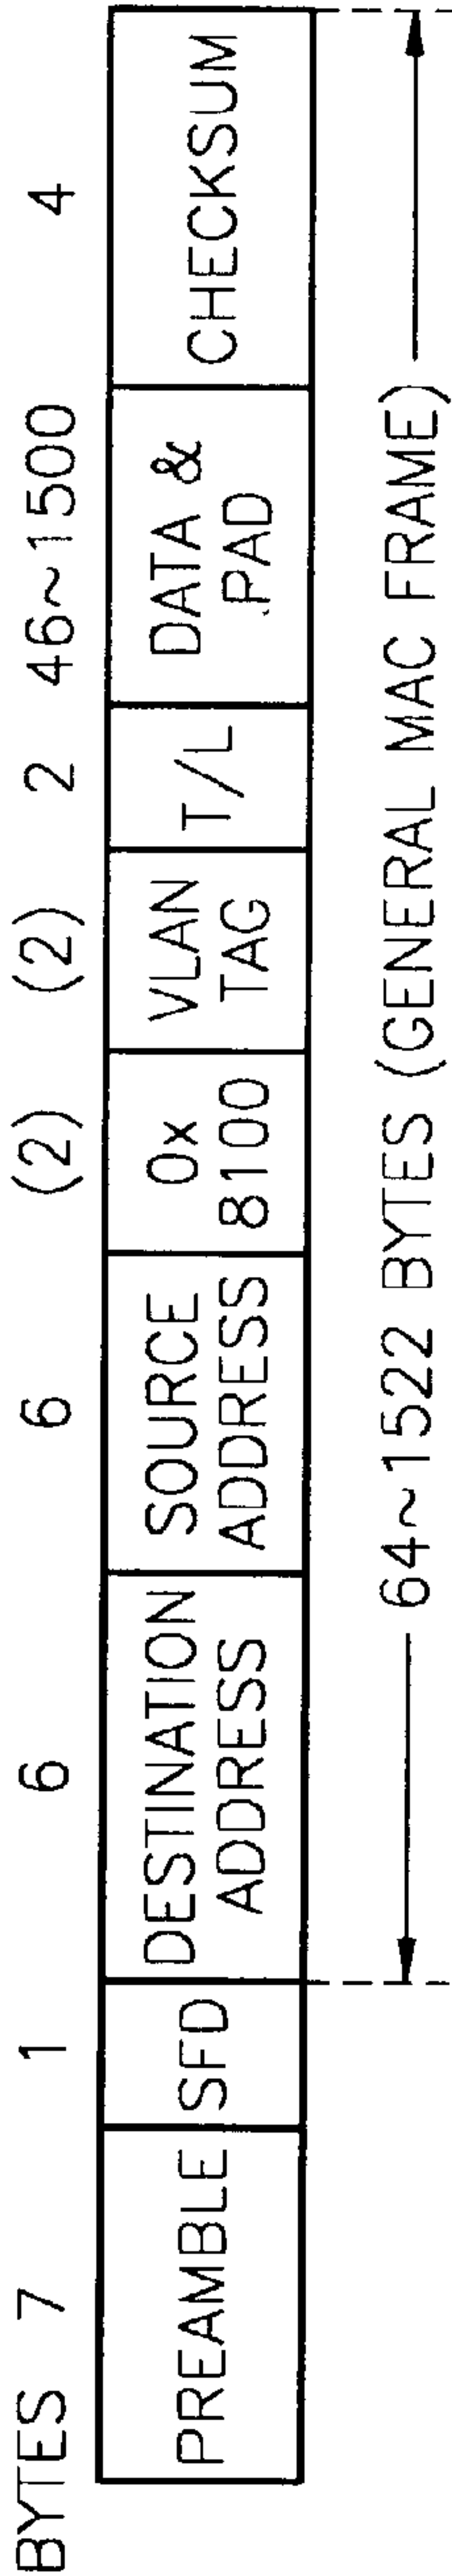 BYTES 7 1 6 6 (2) (2) 2 46~1500 4
PREAMBLE
SFD
DESTINATION
ADDRESS
SOURCE
ADDRESS
0x
8100
VLAN
TAG
T/L
DATA &
.PAD
CHECKSUM
64~1522 BYTES (GENERAL MAC FRAME)